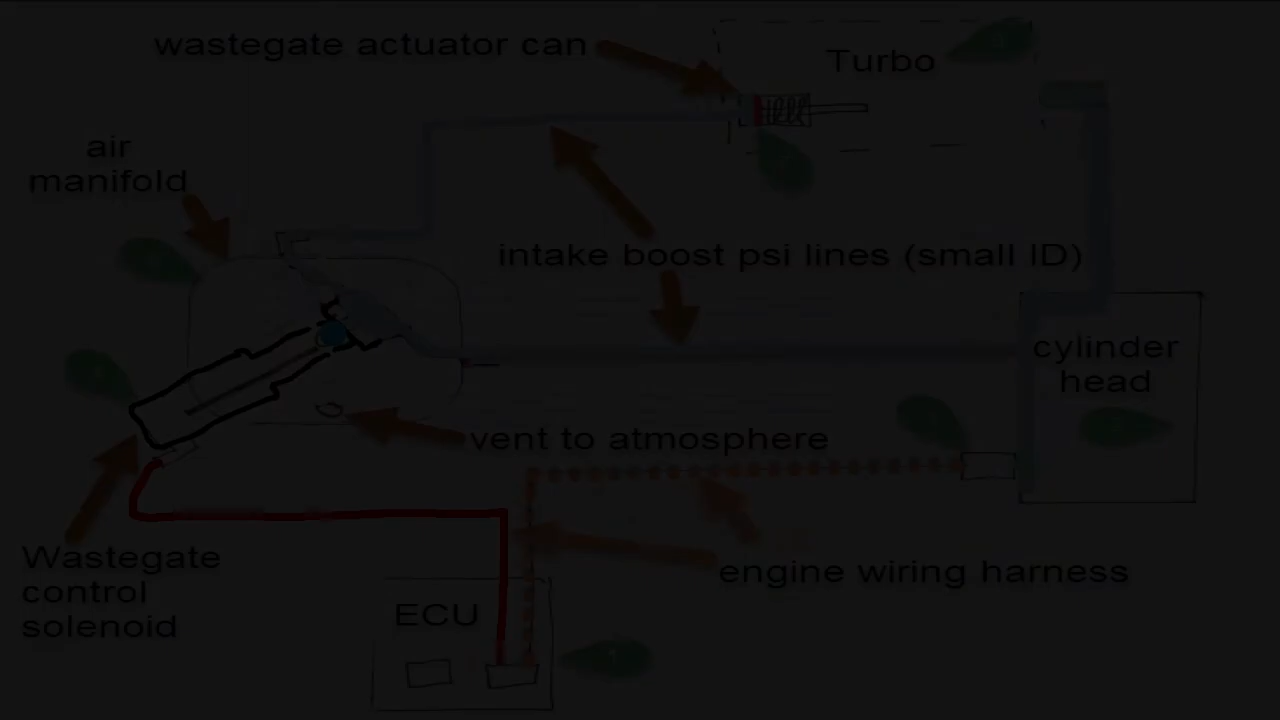 wastegate actuator can
Turbo
air
manifold
intake boost psi lines (small ID)
cylinder
head
vent to atmosphere
Wastegate
control
solenoid
engine wiring harness
ECU